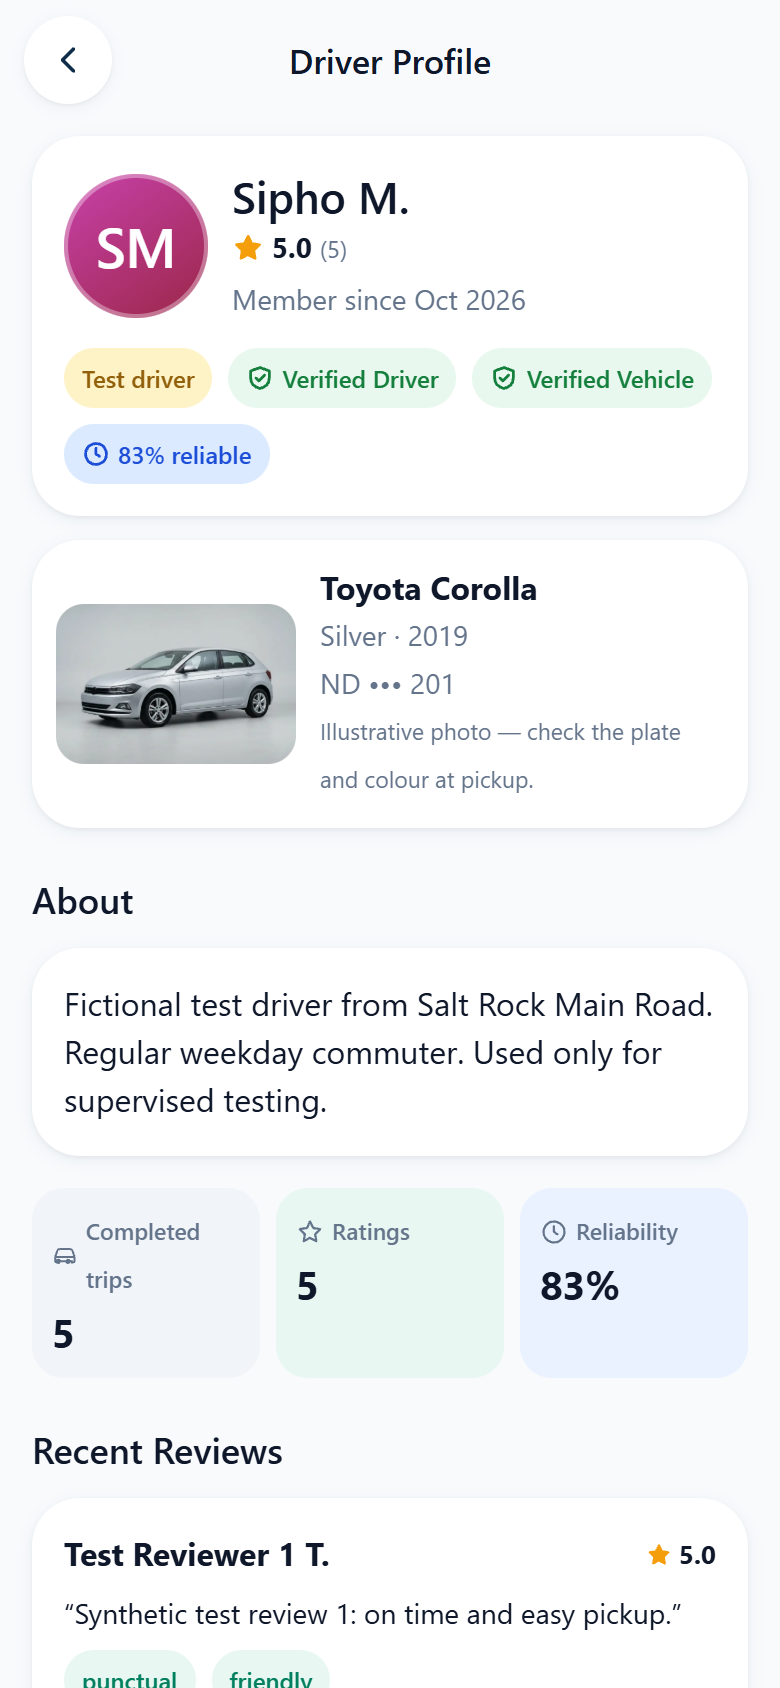 Driver Profile
SM
Sipho M.
5.0 (5)
Member since Oct 2026
Test driver
Verified Driver
Verified Vehicle
83% reliable
Toyota Corolla
Silver · 2019
ND ••• 201
Illustrative photo — check the plate
and colour at pickup.
About
Fictional test driver from Salt Rock Main Road.
Regular weekday commuter. Used only for
supervised testing.
Completed
trips
5
Ratings
5
Reliability
83%
Recent Reviews
Test Reviewer 1 T.
5.0
“Synthetic test review 1: on time and easy pickup.”
punctual
friendly